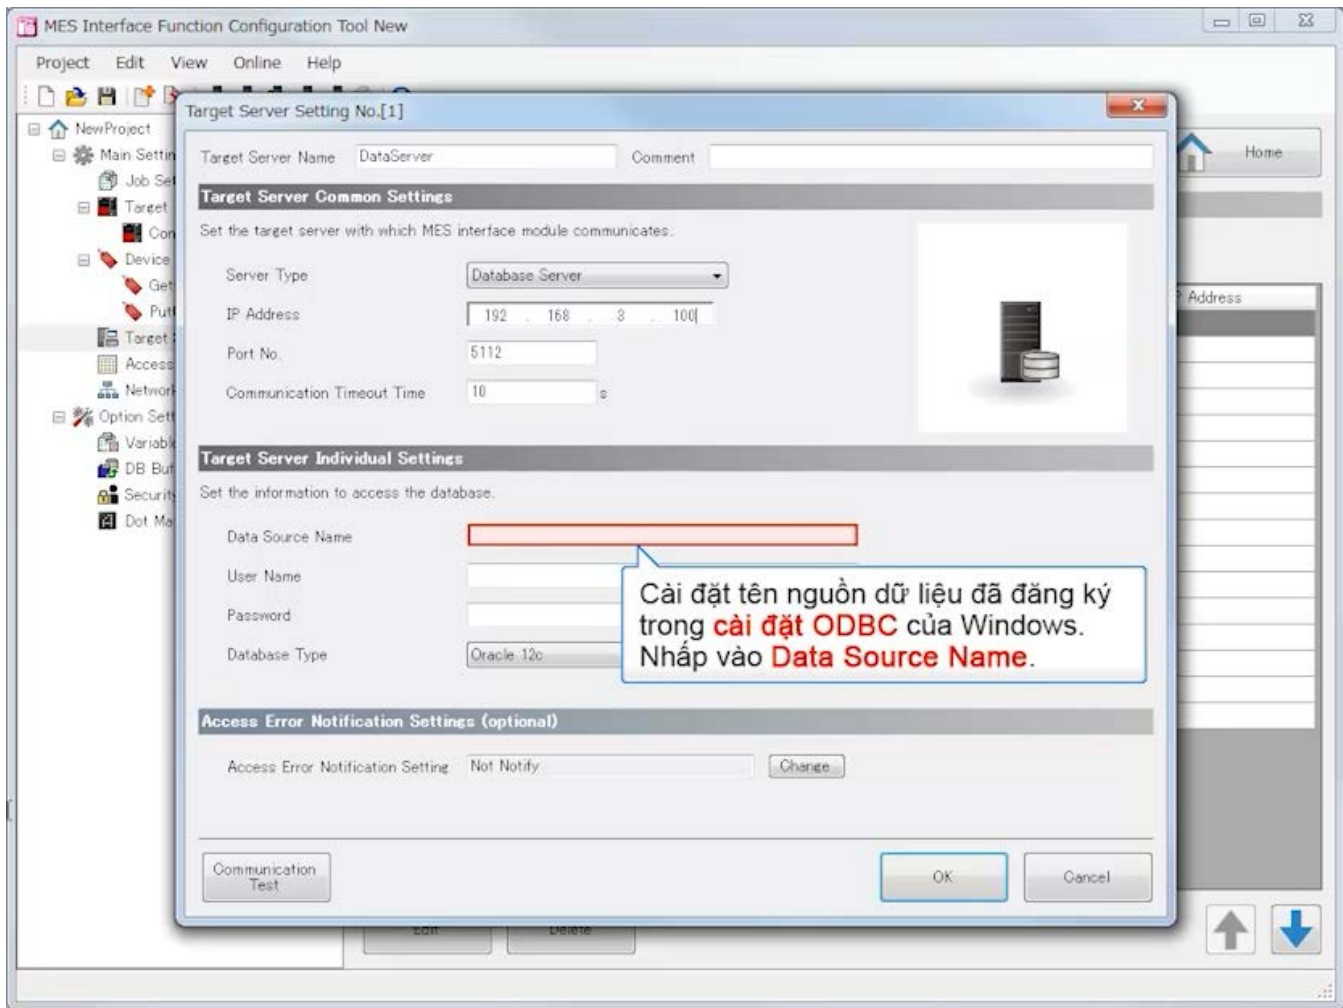 MES Interface Function Configuration Tool New
Project Edit View Online Help
Target Server Setting No.[1]
NewProject
Main Settin
Job Set
Target
Con
Device
Get
Put
Target
Access
Network
Option Sett
Variable
DB Buf
Security
Dot Ma
Home
Address
Target Server Name DataServer Comment
Target Server Common Settings
Set the target server with which MES interface module communicates.
Server Type Database Server
IP Address 192 . 168 . 3 . 100
Port No. 5112
Communication Timeout Time 10 s
Target Server Individual Settings
Set the information to access the database.
Data Source Name
User Name
Password
Database Type Oracle 12c
Cài đặt tên nguồn dữ liệu đã đăng ký
trong cài đặt ODBC của Windows.
Nhấp vào Data Source Name.
Access Error Notification Settings (optional)
Access Error Notification Setting Not Notify Change
Communication
Test
OK Cancel
Edit Delete